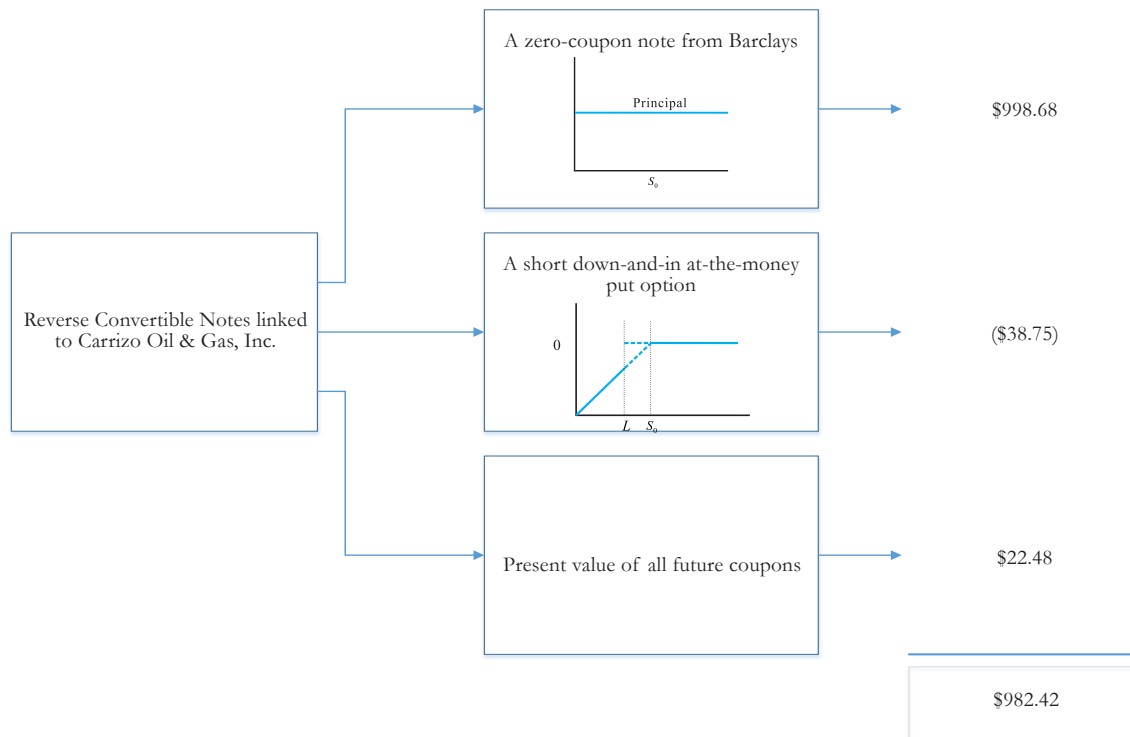 A zero-coupon note from Barclays
Principal
S₀
$998.68
Reverse Convertible Notes linked
to Carrizo Oil & Gas, Inc.
A short down-and-in at-the-money
put option
0
L S₀
($38.75)
Present value of all future coupons
$22.48
$982.42